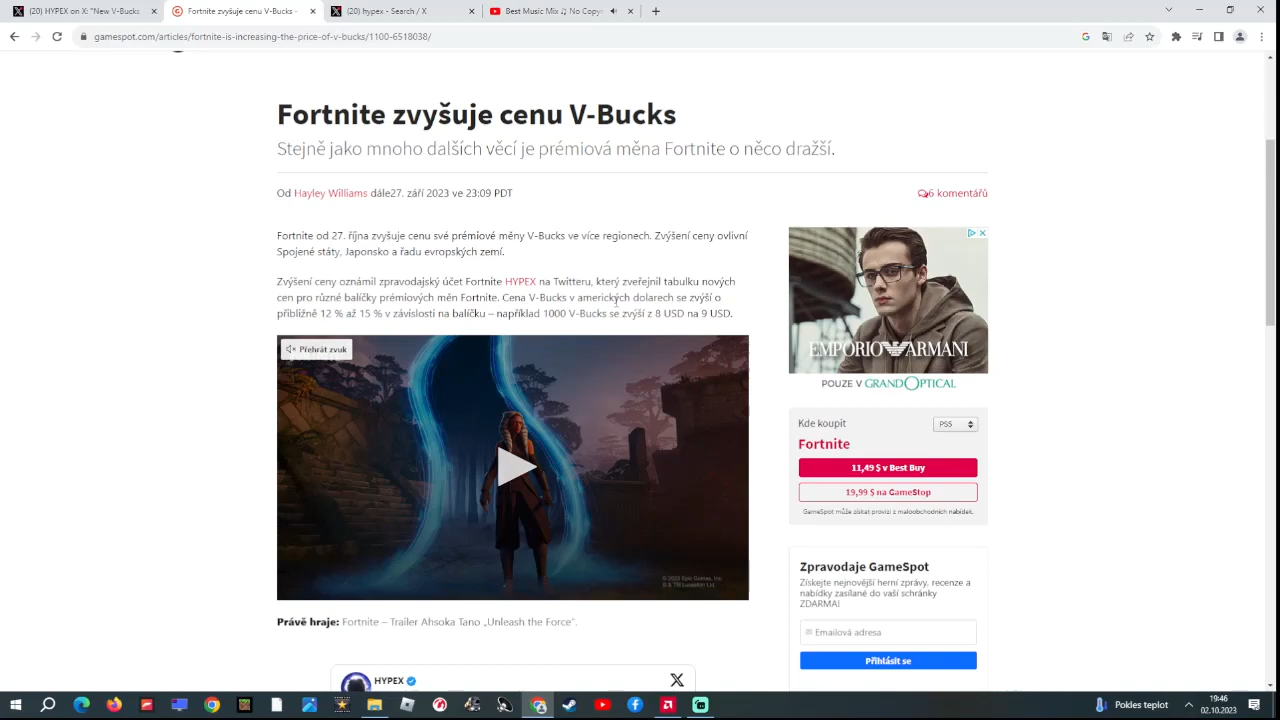 (20) HYPEX on X: "New V-Bucks
Fortnite zvyšuje cenu V-Bucks -
(20) hypex - Search / X
Best Music Mix ♫ No Copyr
gamespot.com/articles/fortnite-is-increasing-the-price-of-v-bucks/1100-6518038/
Fortnite zvyšuje cenu V-Bucks
Stejně jako mnoho dalších věcí je prémiová měna Fortnite o něco dražší.
Od Hayley Williams dále27. září 2023 ve 23:09 PDT
6 komentářů
Fortnite od 27. října zvyšuje cenu své prémiové měny V-Bucks ve více regionech. Zvýšení ceny ovlivní
Spojené státy, Japonsko a řadu evropských zemí.
Zvýšení ceny oznámil zpravodajský účet Fortnite HYPEX na Twitteru, který zveřejnil tabulku nových
cen pro různé balíčky prémiových měn Fortnite. Cena V-Bucks v amerických dolarech se zvýší o
přibližně 12 % až 15 % v závislosti na balíčku – například 1000 V-Bucks se zvýší z 8 USD na 9 USD.
Přehrát zvuk
© 2023 Epic Games, Inc.
© & TM Lucasfilm Ltd.
Právě hraje: Fortnite – Trailer Ahsoka Tano „Unleash the Force“.
HYPEX
EMPORIO ARMANI
POUZE V GRANDOPTICAL
Kde koupit
PS5
Fortnite
11,49 $ v Best Buy
19,99 $ na GameStop
GameSpot může získat provizi z maloobchodních nabídek.
Zpravodaje GameSpot
Získejte nejnovější herní zprávy, recenze a
nabídky zasílané do vaší schránky
ZDARMA!
Emailová adresa
Přihlásit se
Pokles teplot
19:46
02.10.2023